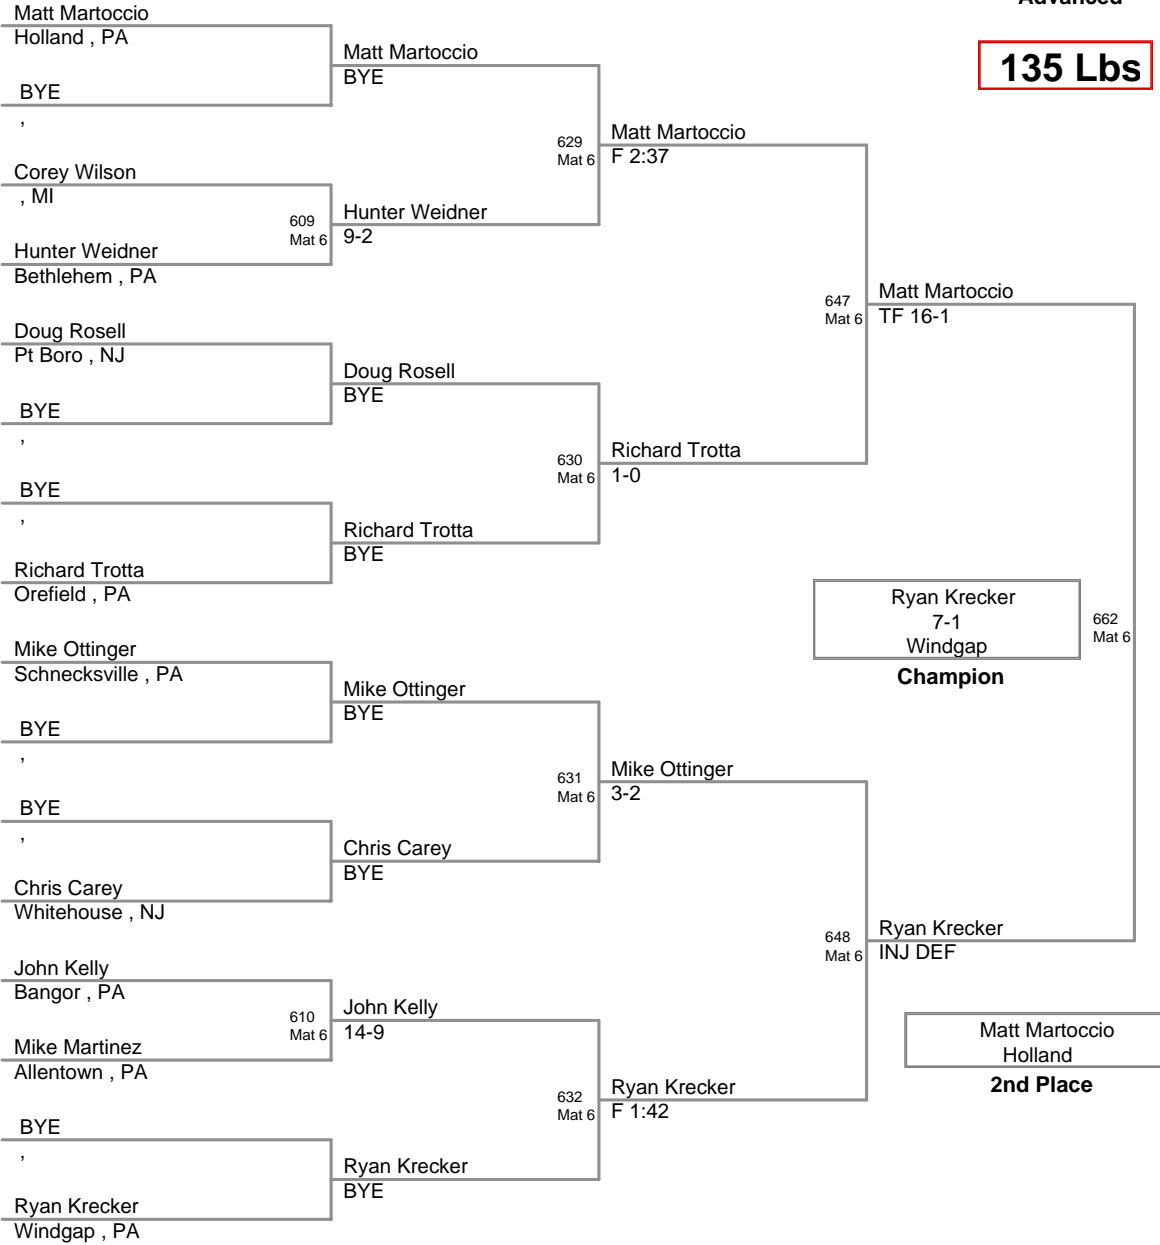 Advanced
135 Lbs
Matt Martoccio
Holland , PA
BYE
,
Corey Wilson
, MI
Hunter Weidner
Bethlehem , PA
Doug Rosell
Pt Boro , NJ
BYE
,
BYE
,
Richard Trotta
Orefield , PA
Mike Ottinger
Schnecksville , PA
BYE
,
BYE
,
Chris Carey
Whitehouse , NJ
John Kelly
Bangor , PA
Mike Martinez
Allentown , PA
BYE
,
Ryan Krecker
Windgap , PA
Matt Martoccio
BYE
609
Mat 6
Hunter Weidner
9-2
Doug Rosell
BYE
Richard Trotta
BYE
Mike Ottinger
BYE
Chris Carey
BYE
610
Mat 6
John Kelly
14-9
Ryan Krecker
BYE
629
Mat 6
Matt Martoccio
F 2:37
630
Mat 6
Richard Trotta
1-0
631
Mat 6
Mike Ottinger
3-2
632
Mat 6
Ryan Krecker
F 1:42
647
Mat 6
Matt Martoccio
TF 16-1
648
Mat 6
Ryan Krecker
INJ DEF
662
Mat 6
Ryan Krecker
7-1
Windgap
Champion
Matt Martoccio
Holland
2nd Place